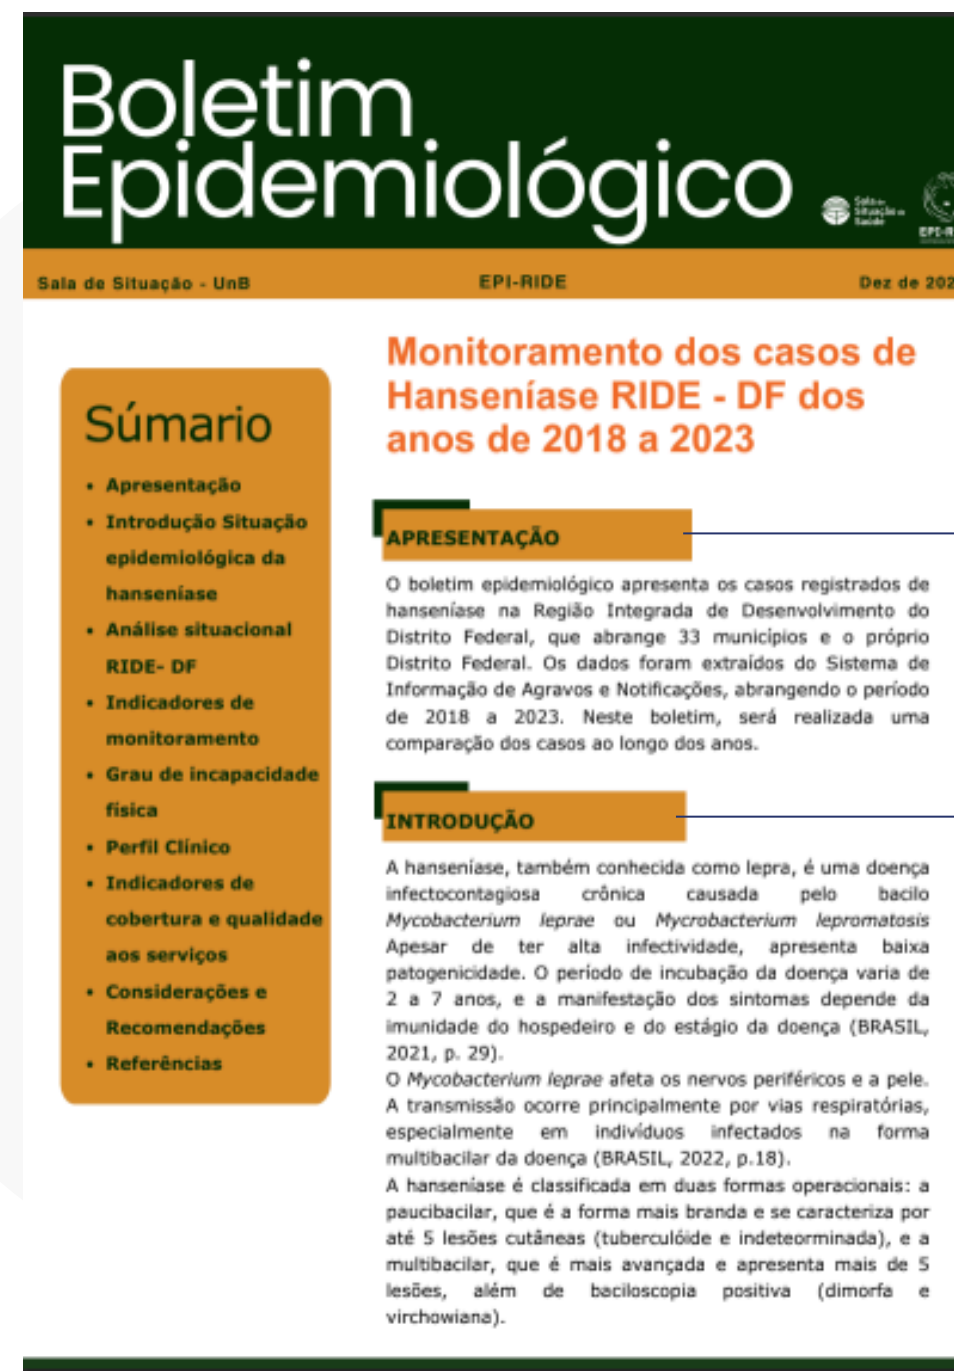 Boletim
Epidemiológico
Sala de
Situação de
Saúde
Sala de Situação - UnB
EPI-RIDE
Dez de 202
Súmario
• Apresentação
• Introdução Situação
epidemiológica da
hanseníase
• Análise situacional
RIDE- DF
• Indicadores de
monitoramento
• Grau de incapacidade
física
• Perfil Clínico
• Indicadores de
cobertura e qualidade
aos serviços
• Considerações e
Recomendações
• Referências
Monitoramento dos casos de
Hanseníase RIDE - DF dos
anos de 2018 a 2023
APRESENTAÇÃO
O boletim epidemiológico apresenta os casos registrados de
hanseníase na Região Integrada de Desenvolvimento do
Distrito Federal, que abrange 33 municípios e o próprio
Distrito Federal. Os dados foram extraídos do Sistema de
Informação de Agravos e Notificações, abrangendo o período
de 2018 a 2023. Neste boletim, será realizada uma
comparação dos casos ao longo dos anos.
INTRODUÇÃO
A hanseníase, também conhecida como lepra, é uma doença
infectocontagiosa crônica causada pelo bacilo
Mycobacterium leprae ou Mycrobacterium lepromatosis
Apesar de ter alta infectividade, apresenta baixa
patogenicidade. O período de incubação da doença varia de
2 a 7 anos, e a manifestação dos sintomas depende da
imunidade do hospedeiro e do estágio da doença (BRASIL,
2021, p. 29).
O Mycobacterium leprae afeta os nervos periféricos e a pele.
A transmissão ocorre principalmente por vias respiratórias,
especialmente em indivíduos infectados na forma
multibacilar da doença (BRASIL, 2022, p.18).
A hanseníase é classificada em duas formas operacionais: a
paucibacilar, que é a forma mais branda e se caracteriza por
até 5 lesões cutâneas (tuberculóide e indeteorminada), e a
multibacilar, que é mais avançada e apresenta mais de 5
lesões, além de baciloscopia positiva (dimorfa e
virchowiana).